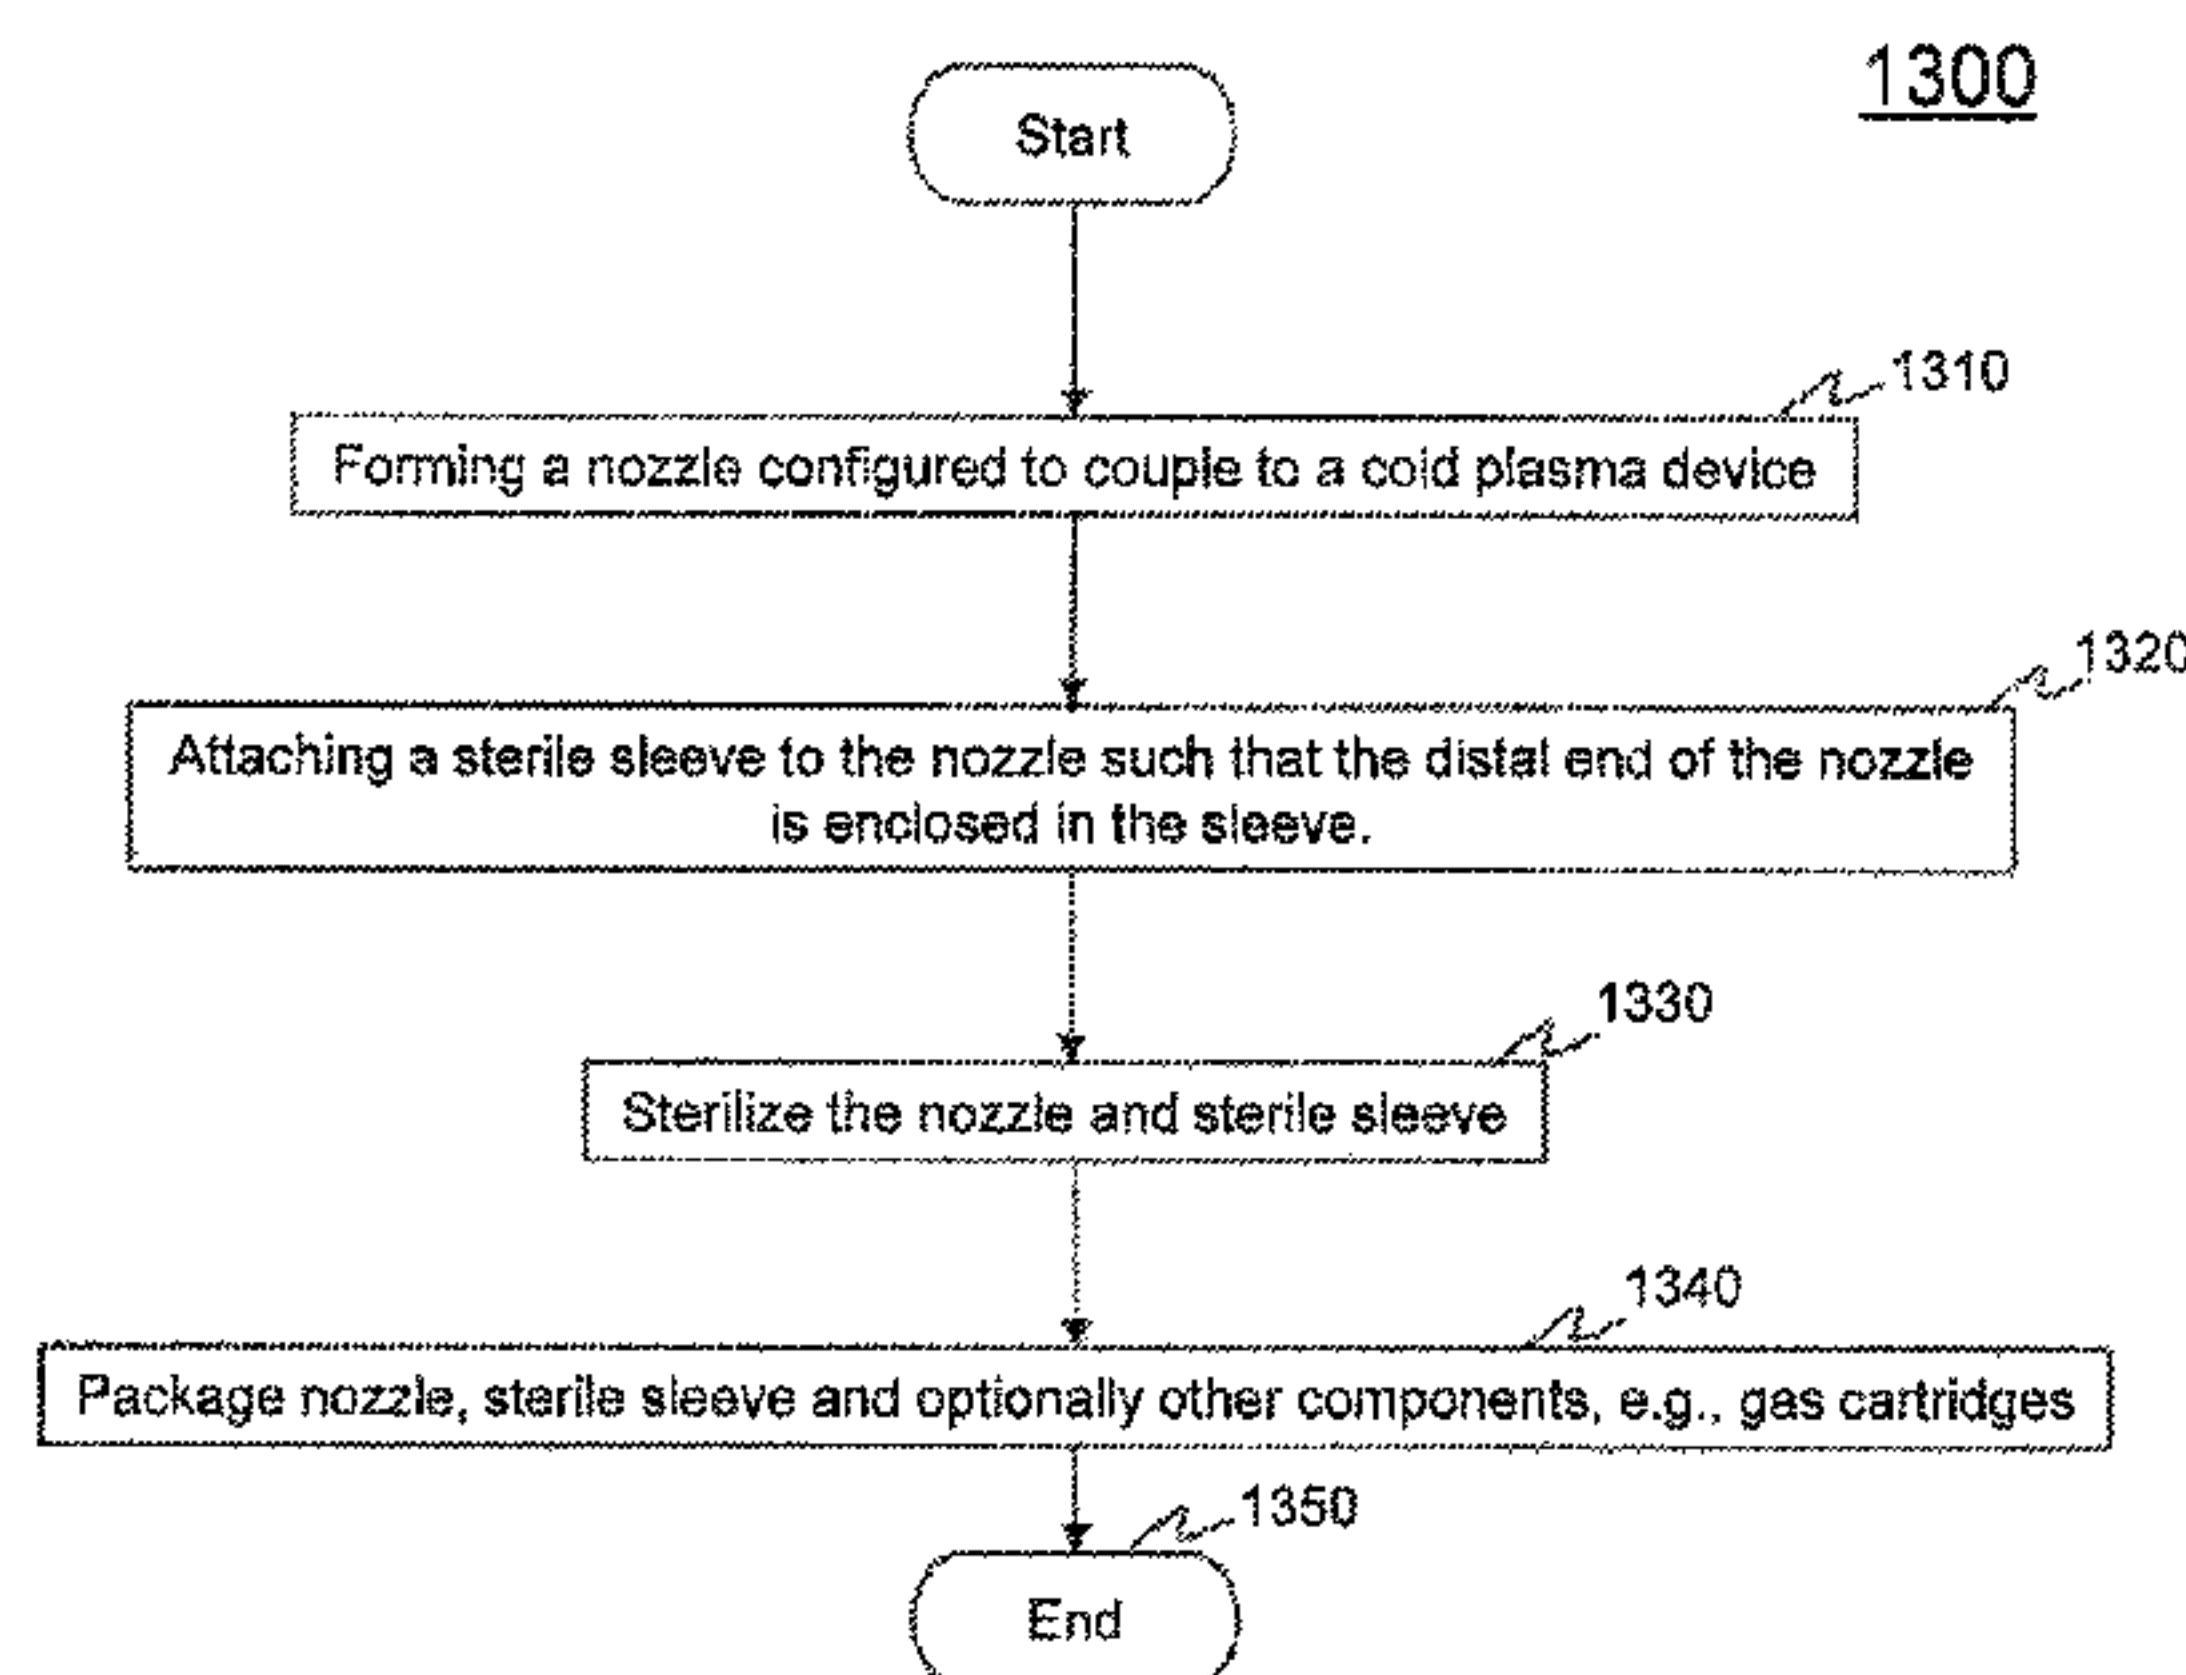 1300
Start
1310
Forming a nozzle configured to couple to a cold plasma device
1320
Attaching a sterile sleeve to the nozzle such that the distal end of the nozzle
is enclosed in the sleeve.
1330
Sterilize the nozzle and sterile sleeve
1340
Package nozzle, sterile sleeve and optionally other components, e.g., gas cartridges
1350
End